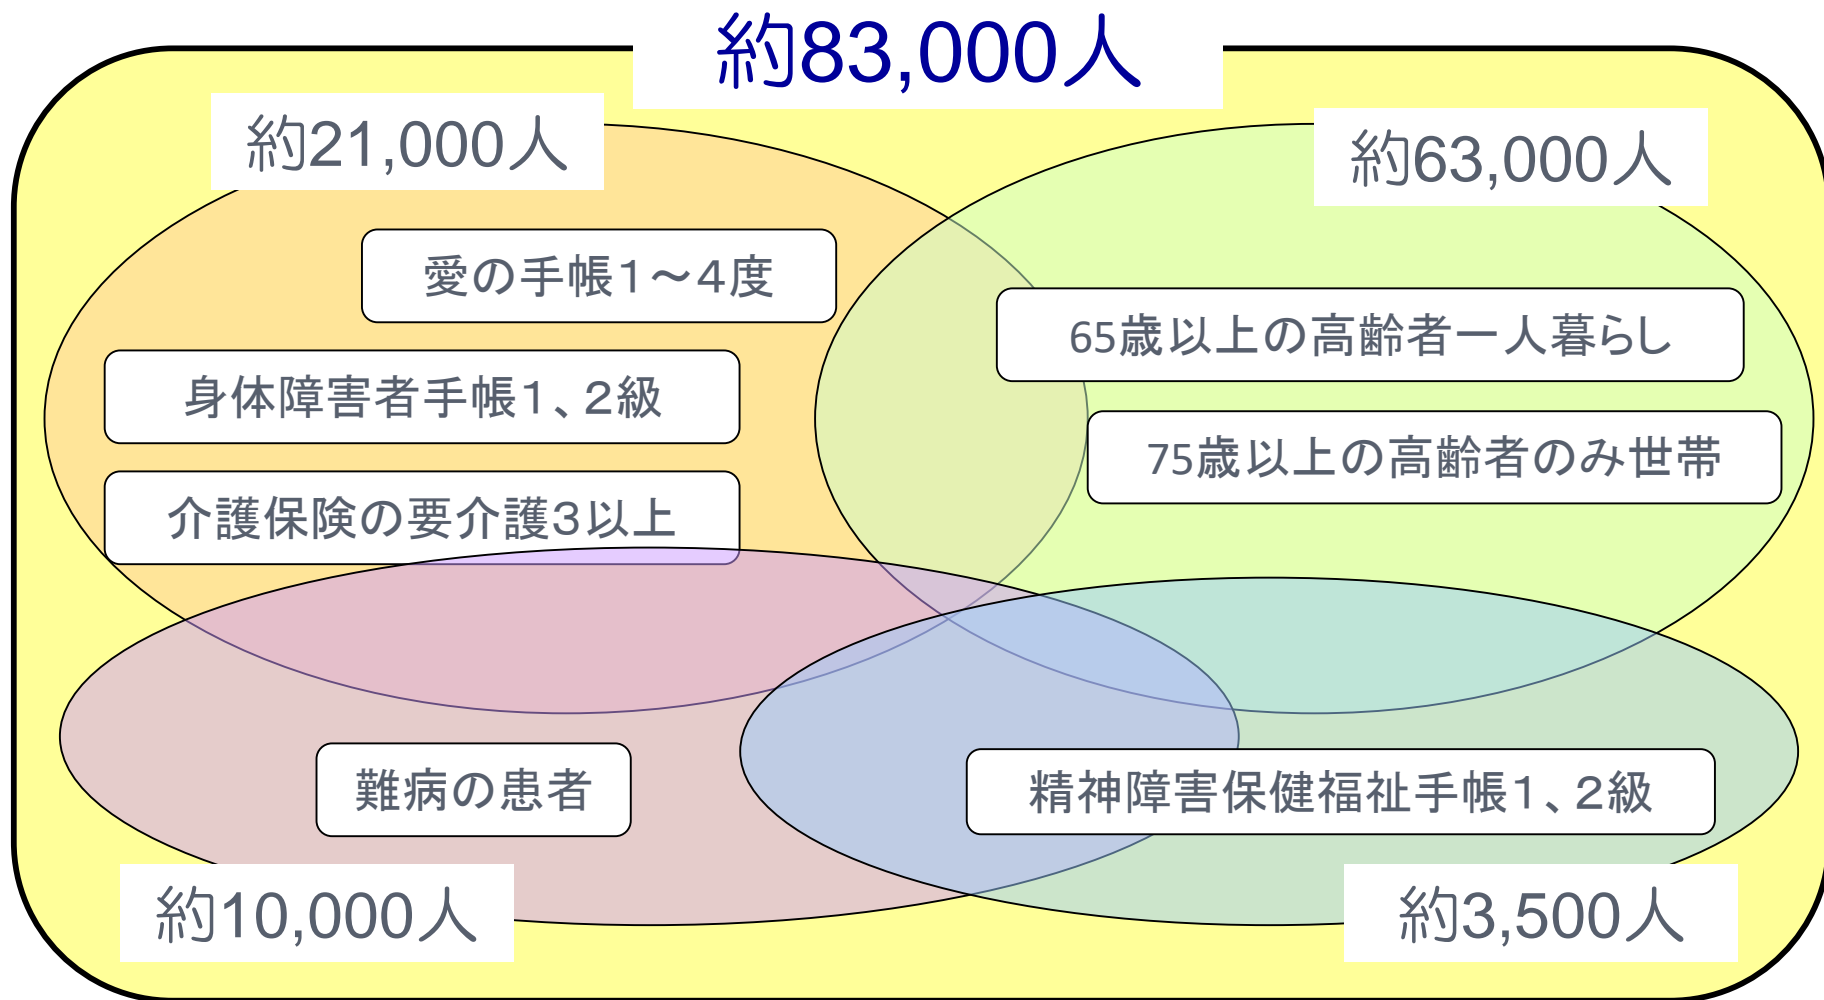 約83,000人
約21,000人
約63,000人
愛の手帳１～４度
65歳以上の高齢者一人暮らし
身体障害者手帳１、２級
75歳以上の高齢者のみ世帯
介護保険の要介護３以上
難病の患者
精神障害保健福祉手帳１、２級
約10,000人
約3,500人